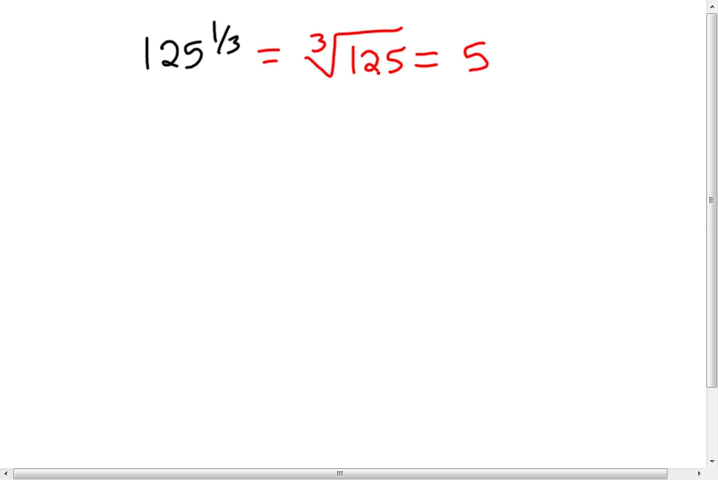 125^{1/3} = ∛125 = 5